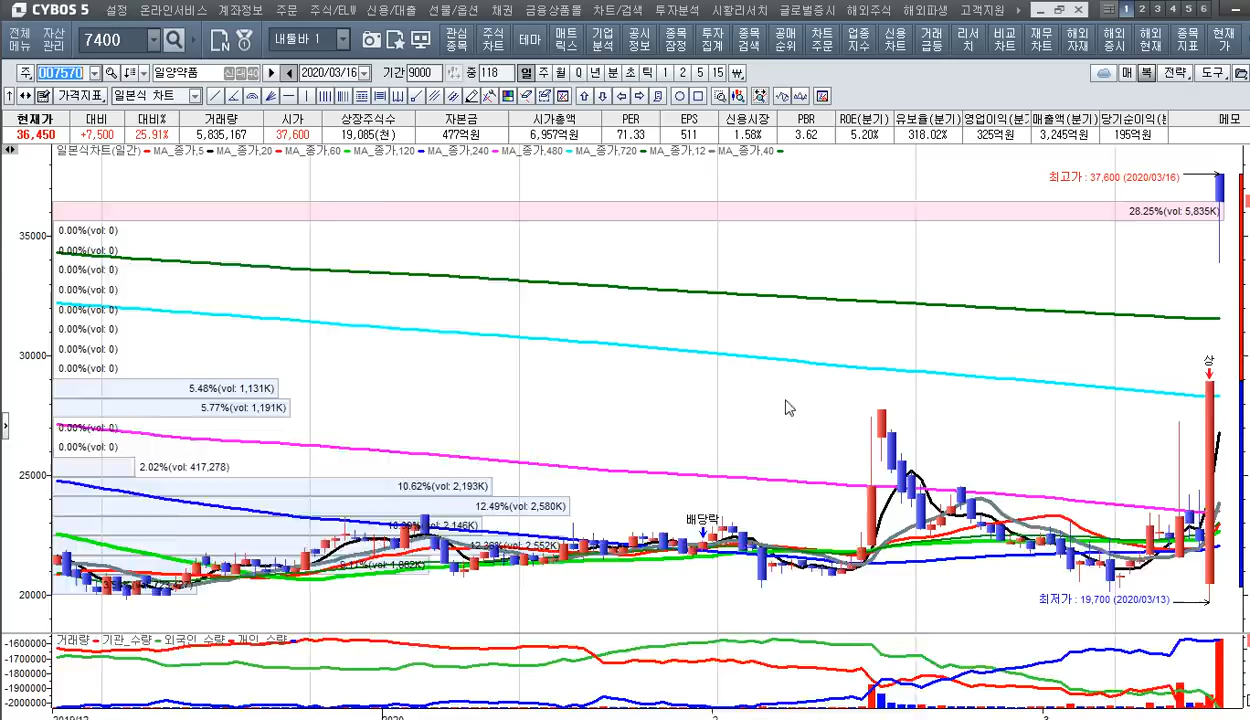 CYBOS 5 설정 온라인서비스 계좌정보 주문 주식/ELW 신용/대출 선물/옵션 채권 금융상품몰 차트/검색 투자분석 시황리서치 글로벌증시 해외주식 해외파생 고객지원 1 2 3 4 5 6
전체메뉴 자산관리 7400 내툴바 1 관심종목 주식차트 테마 매트릭스 기업분석 공시정보 종목잠정 투자집계 종목검색 공매순위 차트주문 업종지수 신용차트 거래급등 리서치 비교차트 재무차트 해외자재 해외증시 해외현재 종목지표 현재가
주, 007570 일양약품 신대40 2020/03/16 기간 9000 중 118 일 주 월 Q 년 분 초 틱 1 2 3 5 15 ₩ 매 복 전략 도구
가격지표 일본식 차트
현재가 대비 대비% 거래량 시가 상장주식수 자본금 시가총액 PER EPS 신용시장 PBR ROE(분기) 유보율(분기) 영업이익(분기 매출액(분기) 당기순이익(분 메모
36,450 +7,500 25.91% 5,835,167 37,600 19,085(천) 477억원 6,957억원 71.33 511 1.58% 3.62 5.20% 318.02% 325억원 3,245억원 195억원
일본식차트(일간) MA_종가,5 MA_종가,20 MA_종가,60 MA_종가,120 MA_종가,240 MA_종가,480 MA_종가,720 MA_종가,12 MA_종가,40
최고가 : 37,600 (2020/03/16)
28.25%(vol: 5,835K)
0.00%(vol: 0)
35000
0.00%(vol: 0)
0.00%(vol: 0)
0.00%(vol: 0)
0.00%(vol: 0)
0.00%(vol: 0)
0.00%(vol: 0)
30000
0.00%(vol: 0)
상
5.48%(vol: 1,131K)
5.77%(vol: 1,191K)
0.00%(vol: 0)
0.00%(vol: 0)
2.02%(vol: 417,278)
25000
10.62%(vol: 2,193K)
12.49%(vol: 2,580K)
배당락
20000
최저가 : 19,700 (2020/03/13)
거래량 기관_수량 외국인_수량 개인_수량
-1600000
-1700000
-1800000
-1900000
-2000000
2019/12 2020 2 3